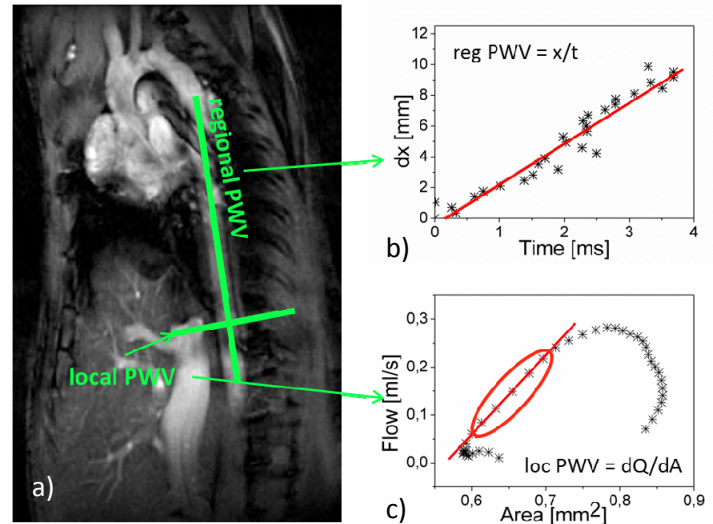 regional PWV
local PWV
a)
12
10
8
6
4
2
0
dx [mm]
reg PWV = x/t
0
1
2
3
4
Time [ms]
b)
0,3
0,2
0,1
0,0
Flow [ml/s]
loc PWV = dQ/dA
0,6
0,7
0,8
0,9
Area [mm²]
c)